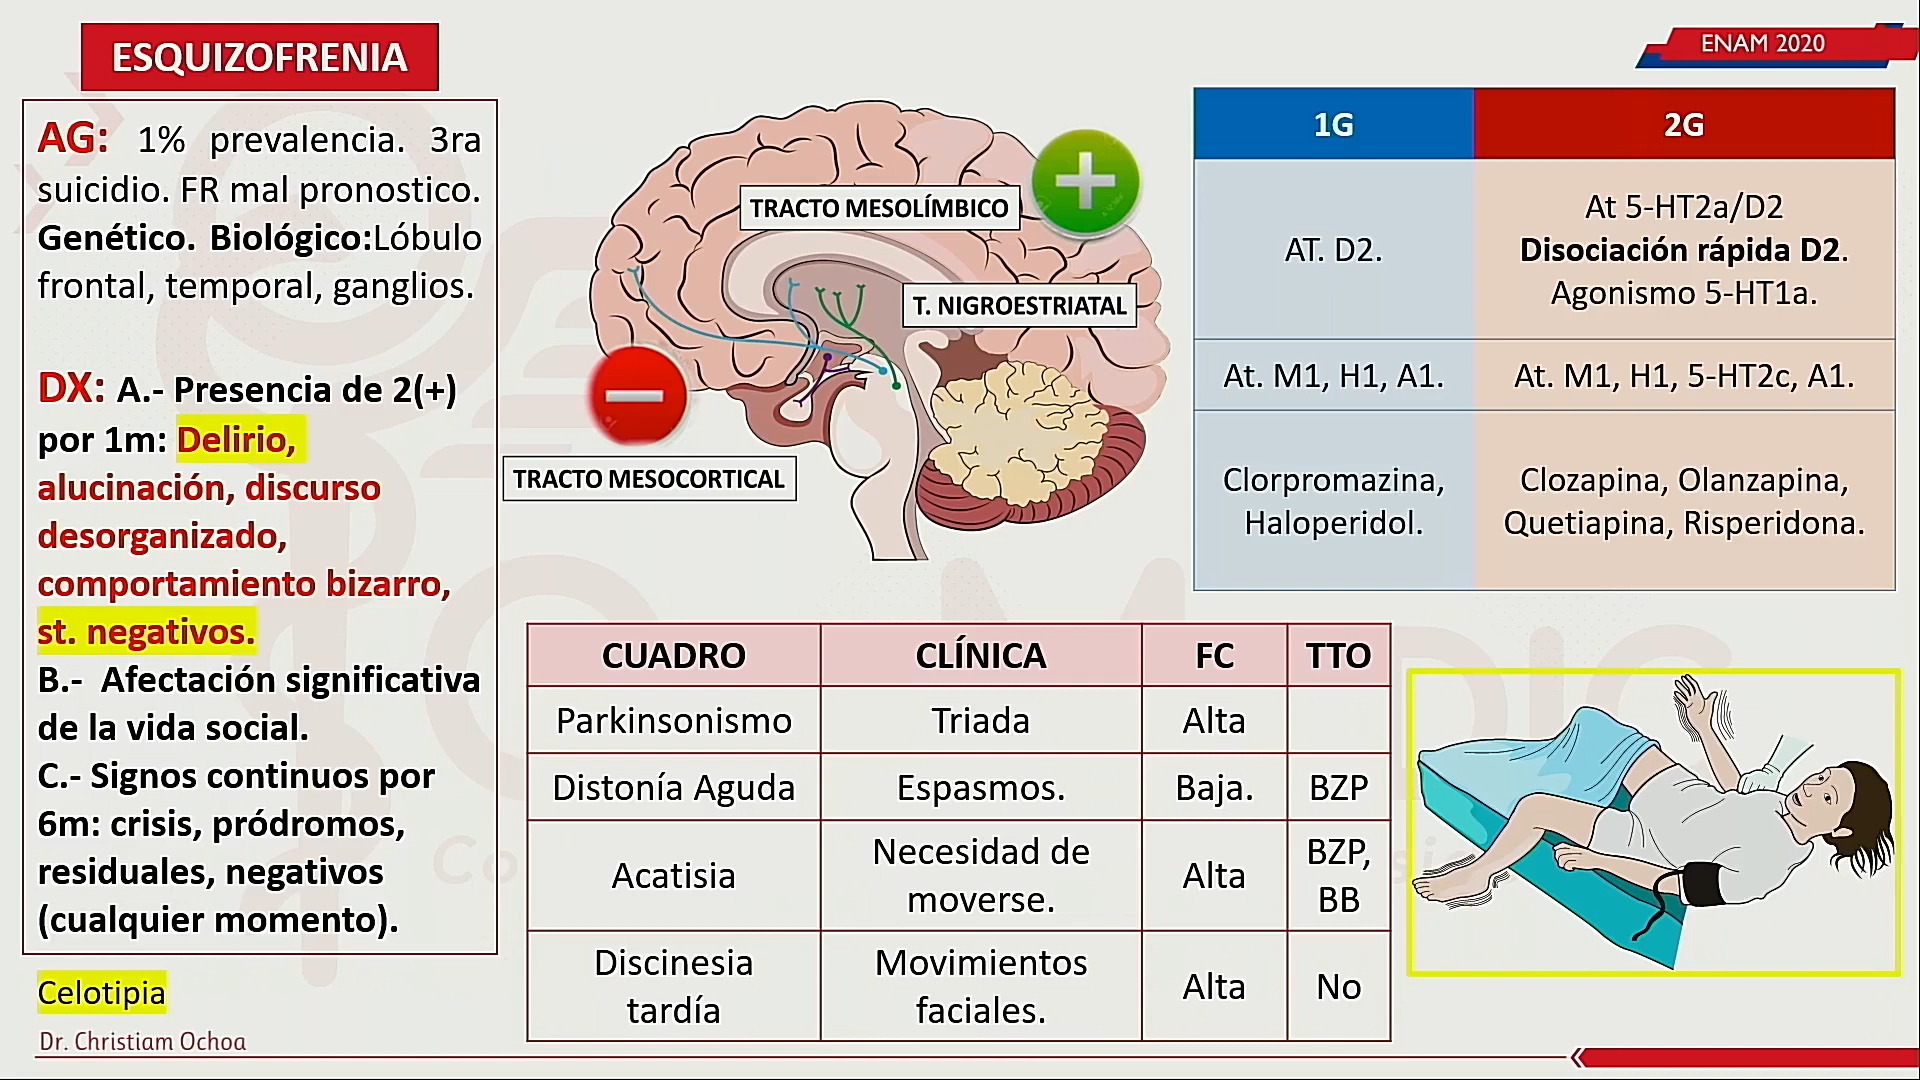 ESQUIZOFRENIA
ENAM 2020
AG: 1% prevalencia. 3ra
suicidio. FR mal pronostico.
Genético. Biológico:Lóbulo
frontal, temporal, ganglios.
DX: A.- Presencia de 2(+)
por 1m: Delirio,
alucinación, discurso
desorganizado,
comportamiento bizarro,
st. negativos.
B.- Afectación significativa
de la vida social.
C.- Signos continuos por
6m: crisis, pródromos,
residuales, negativos
(cualquier momento).
Celotipia
Dr. Christiam Ochoa
TRACTO MESOLÍMBICO
T. NIGROESTRIATAL
TRACTO MESOCORTICAL
1G 2G
AT. D2.
At 5-HT2a/D2
Disociación rápida D2.
Agonismo 5-HT1a.
At. M1, H1, A1. At. M1, H1, 5-HT2c, A1.
Clorpromazina,
Haloperidol.
Clozapina, Olanzapina,
Quetiapina, Risperidona.
CUADRO CLÍNICA FC TTO
Parkinsonismo Triada Alta
Distonía Aguda Espasmos. Baja. BZP
Acatisia
Necesidad de
moverse.
Alta
BZP,
BB
Discinesia
tardía
Movimientos
faciales.
Alta
No